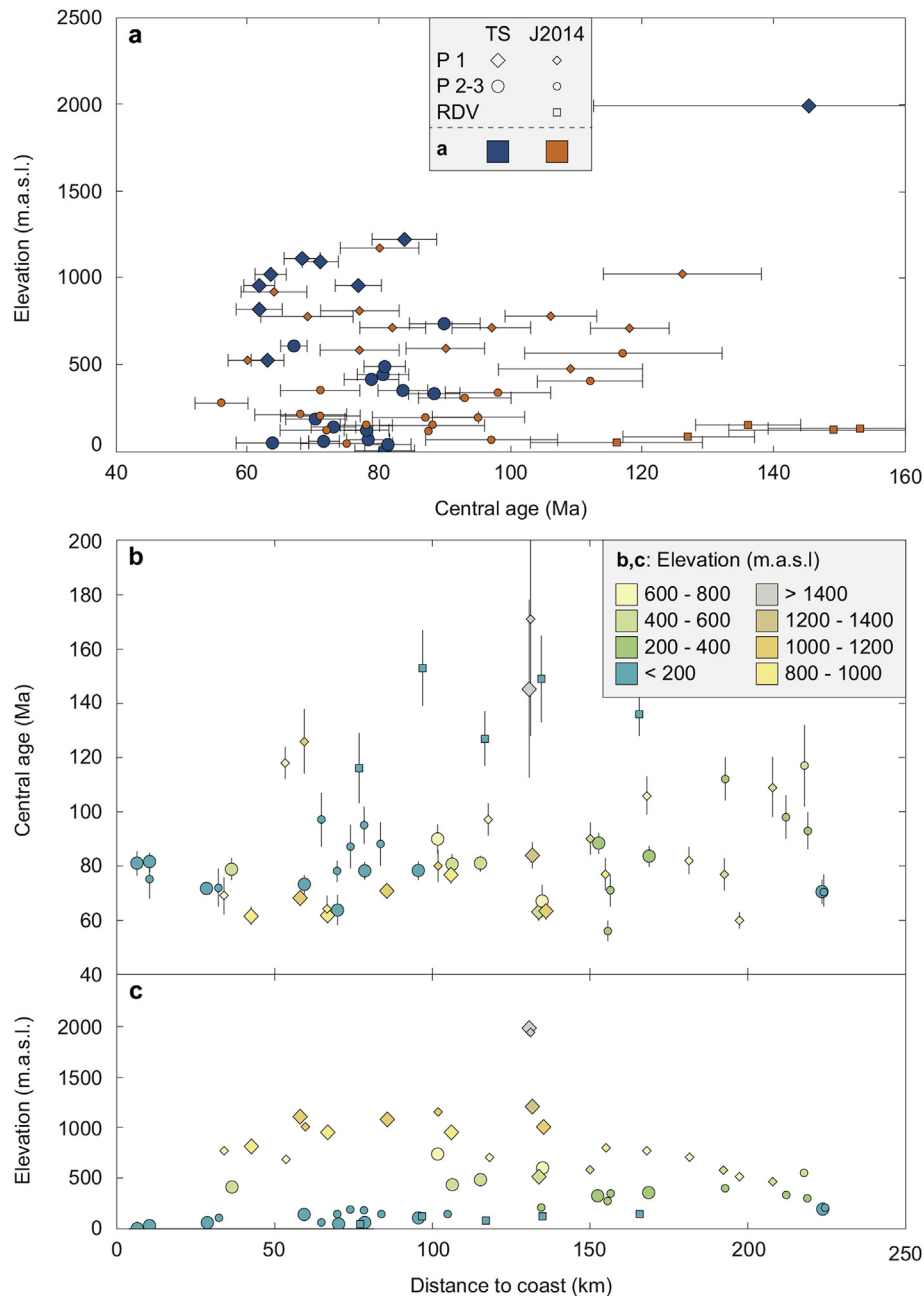 a
TS J2014
P 1
P 2-3
RDV
a
2500
2000
1500
1000
500
0
Elevation (m.a.s.l.)
40 60 80 100 120 140 160
Central age (Ma)
b
b,c: Elevation (m.a.s.l)
600 - 800 > 1400
400 - 600 1200 - 1400
200 - 400 1000 - 1200
< 200 800 - 1000
200
180
160
140
120
100
80
60
40
Central age (Ma)
c
2000
1500
1000
500
0
Elevation (m.a.s.l.)
0 50 100 150 200 250
Distance to coast (km)